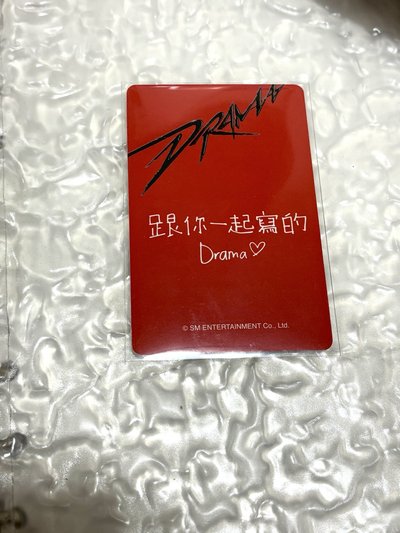 DRAMA
跟你一起寫的
Drama♡
© SM ENTERTAINMENT Co., Ltd.